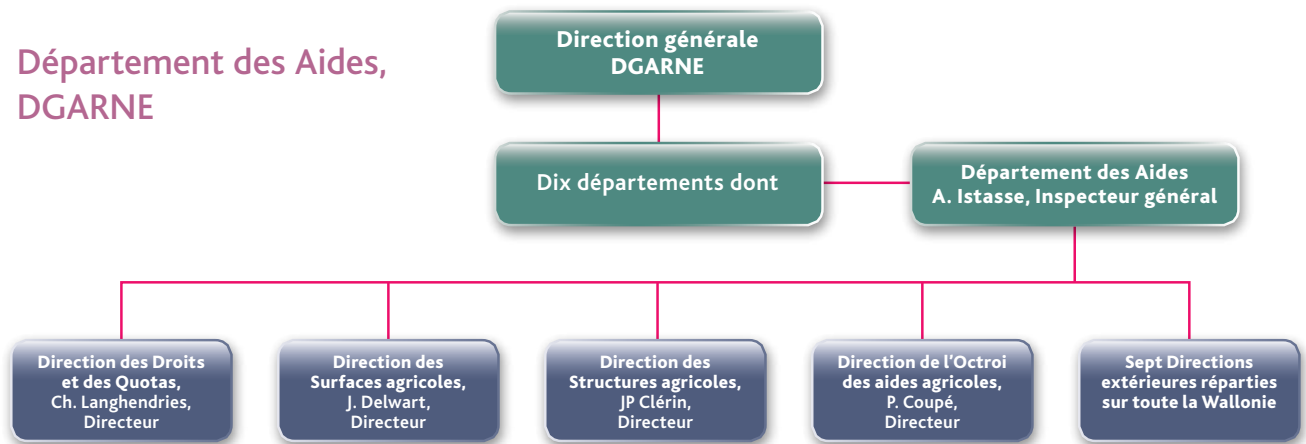 Département des Aides,
DGARNE
Direction générale
DGARNE
Dix départements dont
Département des Aides
A. Istasse, Inspecteur général
Direction des Droits
et des Quotas,
Ch. Langhendries,
Directeur
Direction des
Surfaces agricoles,
J. Delwart,
Directeur
Direction des
Structures agricoles,
JP Clérin,
Directeur
Direction de l'Octroi
des aides agricoles,
P. Coupé,
Directeur
Sept Directions
extérieures réparties
sur toute la Wallonie